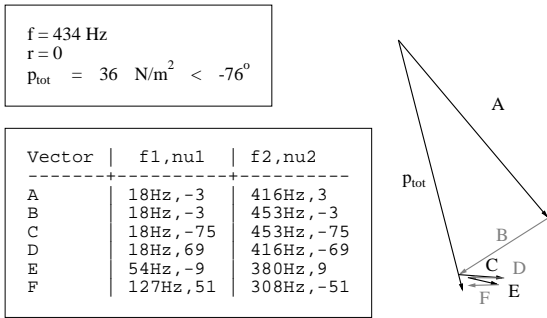 f = 434 Hz
r = 0
p_tot = 36 N/m^2 < -76^o
Vector | f1,nu1 | f2,nu2
-------+----------+----------
A | 18Hz,-3 | 416Hz,3
B | 18Hz,-3 | 453Hz,-3
C | 18Hz,-75 | 453Hz,-75
D | 18Hz,69 | 416Hz,-69
E | 54Hz,-9 | 380Hz,9
F | 127Hz,51 | 308Hz,-51
A
p_tot
B
C
D
F
E